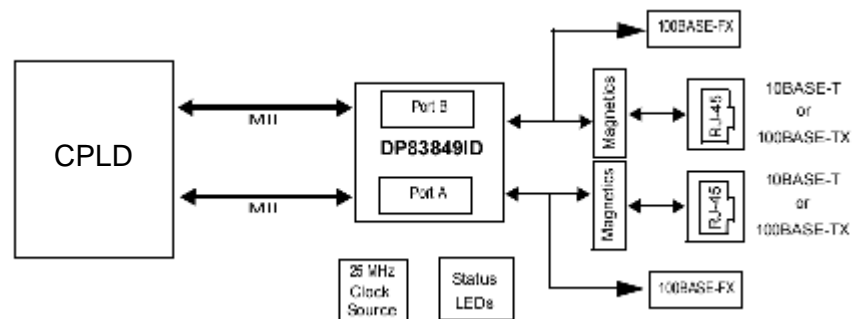 100BASE-FX
CPLD
MII
Port B
DP83849ID
Port A
MII
Magnetics
RJ-45
10BASE-T
or
100BASE-TX
Magnetics
RJ-45
10BASE-T
or
100BASE-TX
25 MHz
Clock
Source
Status
LEDs
100BASE-FX